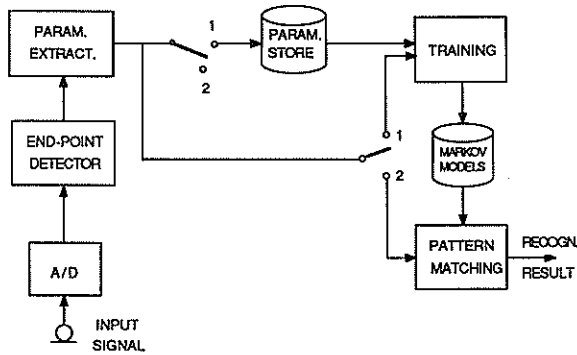 PARAM.
EXTRACT.
1
2
PARAM.
STORE
TRAINING
END-POINT
DETECTOR
1
2
MARKOV
MODELS
A/D
PATTERN
MATCHING
RECOGN.
RESULT
INPUT
SIGNAL